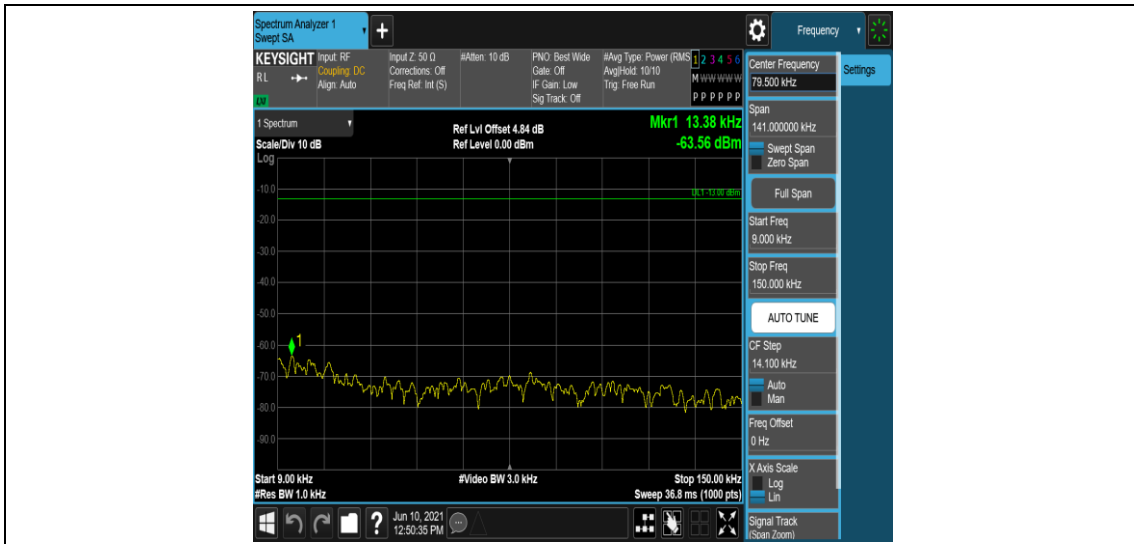 Spectrum Analyzer 1
Swept SA
+
Frequency
KEYSIGHT
RL
LXI
Input: RF
Coupling: DC
Align: Auto
Input Z: 50 Ω
Corrections: Off
Freq Ref: Int (S)
#Atten: 10 dB
PNO: Best Wide
Gate: Off
IF Gain: Low
Sig Track: Off
#Avg Type: Power (RMS
Avg|Hold: 10/10
Trig: Free Run
1 2 3 4 5 6
M W W W W W
P P P P P P
1 Spectrum
Scale/Div 10 dB
Log
Ref Lvl Offset 4.84 dB
Ref Level 0.00 dBm
Mkr1 13.38 kHz
-63.56 dBm
DL1 -13.00 dBm
-10.0
-20.0
-30.0
-40.0
-50.0
-60.0
-70.0
-80.0
-90.0
1
Start 9.00 kHz
#Res BW 1.0 kHz
#Video BW 3.0 kHz
Stop 150.00 kHz
Sweep 36.8 ms (1000 pts)
Center Frequency
79.500 kHz
Settings
Span
141.000000 kHz
Swept Span
Zero Span
Full Span
Start Freq
9.000 kHz
Stop Freq
150.000 kHz
AUTO TUNE
CF Step
14.100 kHz
Auto
Man
Freq Offset
0 Hz
X Axis Scale
Log
Lin
Signal Track
(Span Zoom)
?
Jun 10, 2021
12:50:35 PM